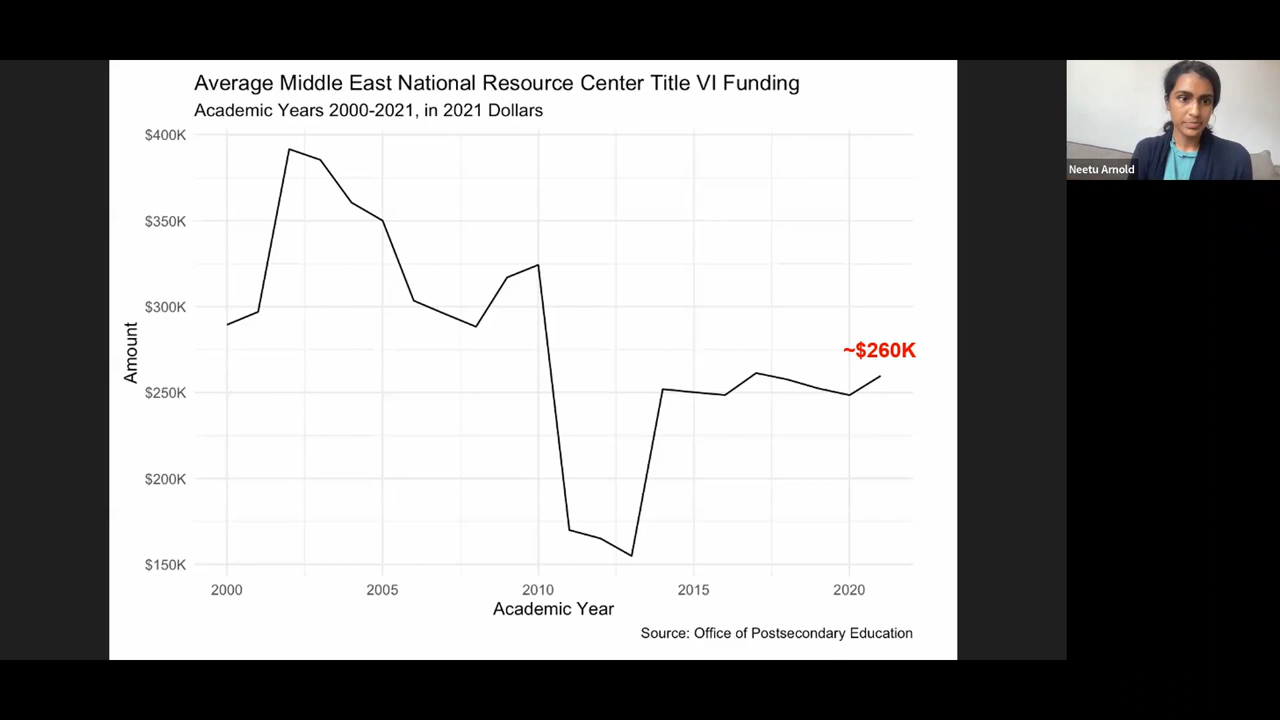 Average Middle East National Resource Center Title VI Funding
Academic Years 2000-2021, in 2021 Dollars
$400K
$350K
$300K
$250K
$200K
$150K
Amount
~$260K
2000 2005 2010 2015 2020
Academic Year
Source: Office of Postsecondary Education
Neetu Arnold